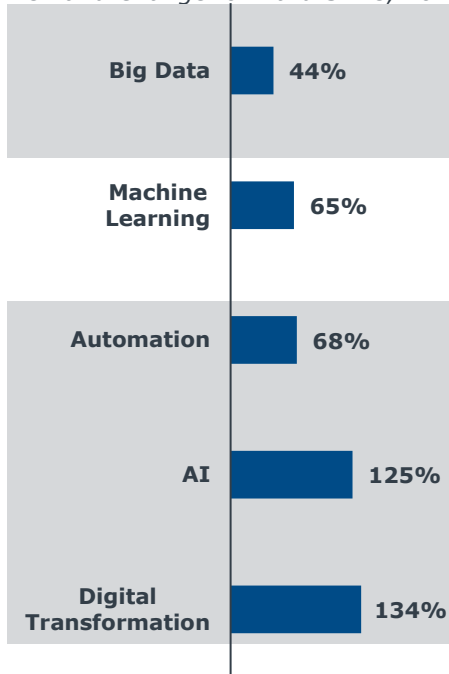 Big Data
44%
Machine
Learning
65%
Automation
68%
AI
125%
Digital
Transformation
134%